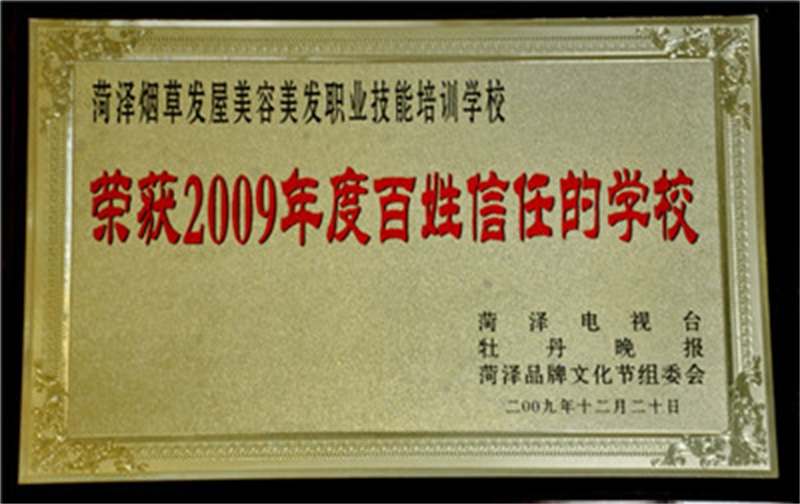 菏泽烟草发屋美容美发职业技能培训学校
荣获2009年度百姓信任的学校
菏泽电视台
牡丹晚报
菏泽品牌文化节组委会
二00九年十二月二十日